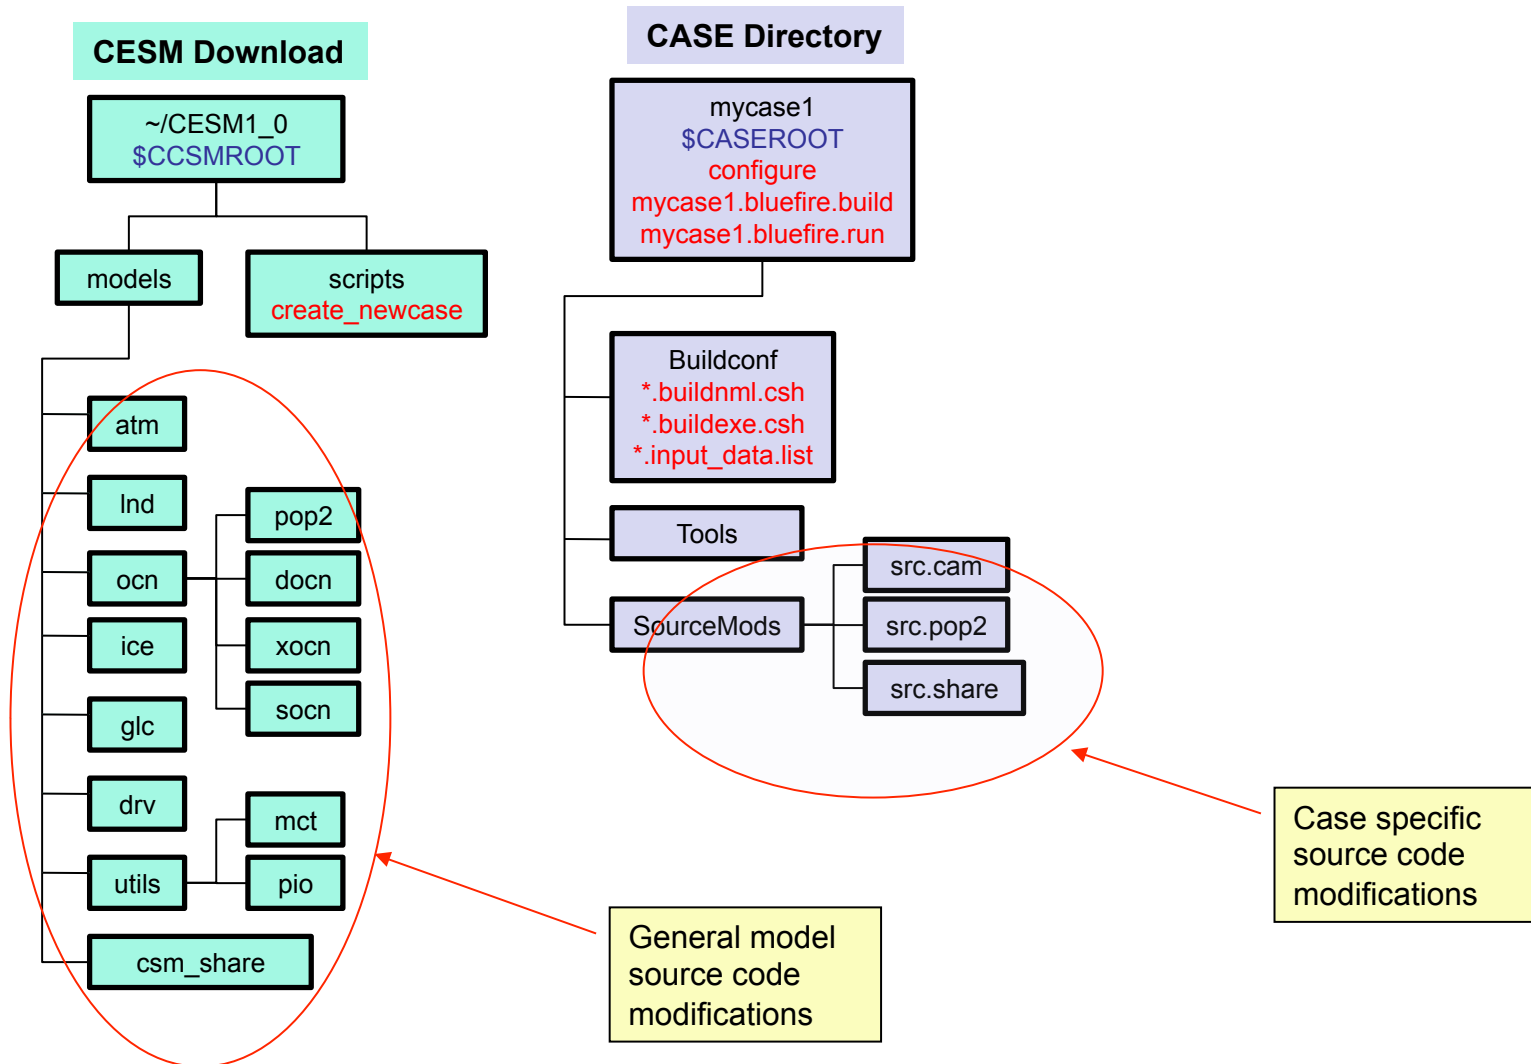 CESM Download
~/CESM1_0
$CCSMROOT
models
scripts
create_newcase
atm
lnd
ocn
ice
glc
drv
utils
csm_share
pop2
docn
xocn
socn
mct
pio
General model
source code
modifications
CASE Directory
mycase1
$CASEROOT
configure
mycase1.bluefire.build
mycase1.bluefire.run
Buildconf
*.buildnml.csh
*.buildexe.csh
*.input_data.list
Tools
SourceMods
src.cam
src.pop2
src.share
Case specific
source code
modifications